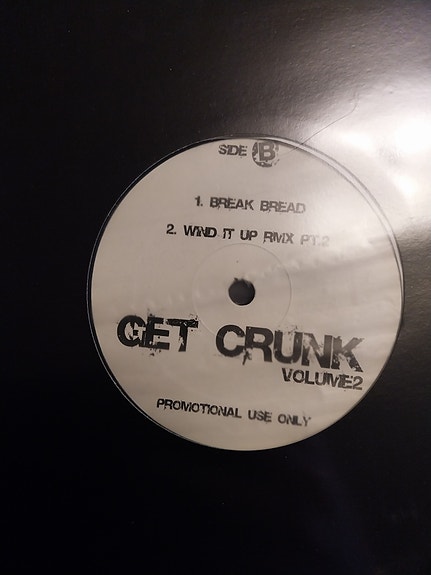 SIDE B
1. BREAK BREAD
2. WIND IT UP RMX PT.2
GET CRUNK
VOLUME2
PROMOTIONAL USE ONLY